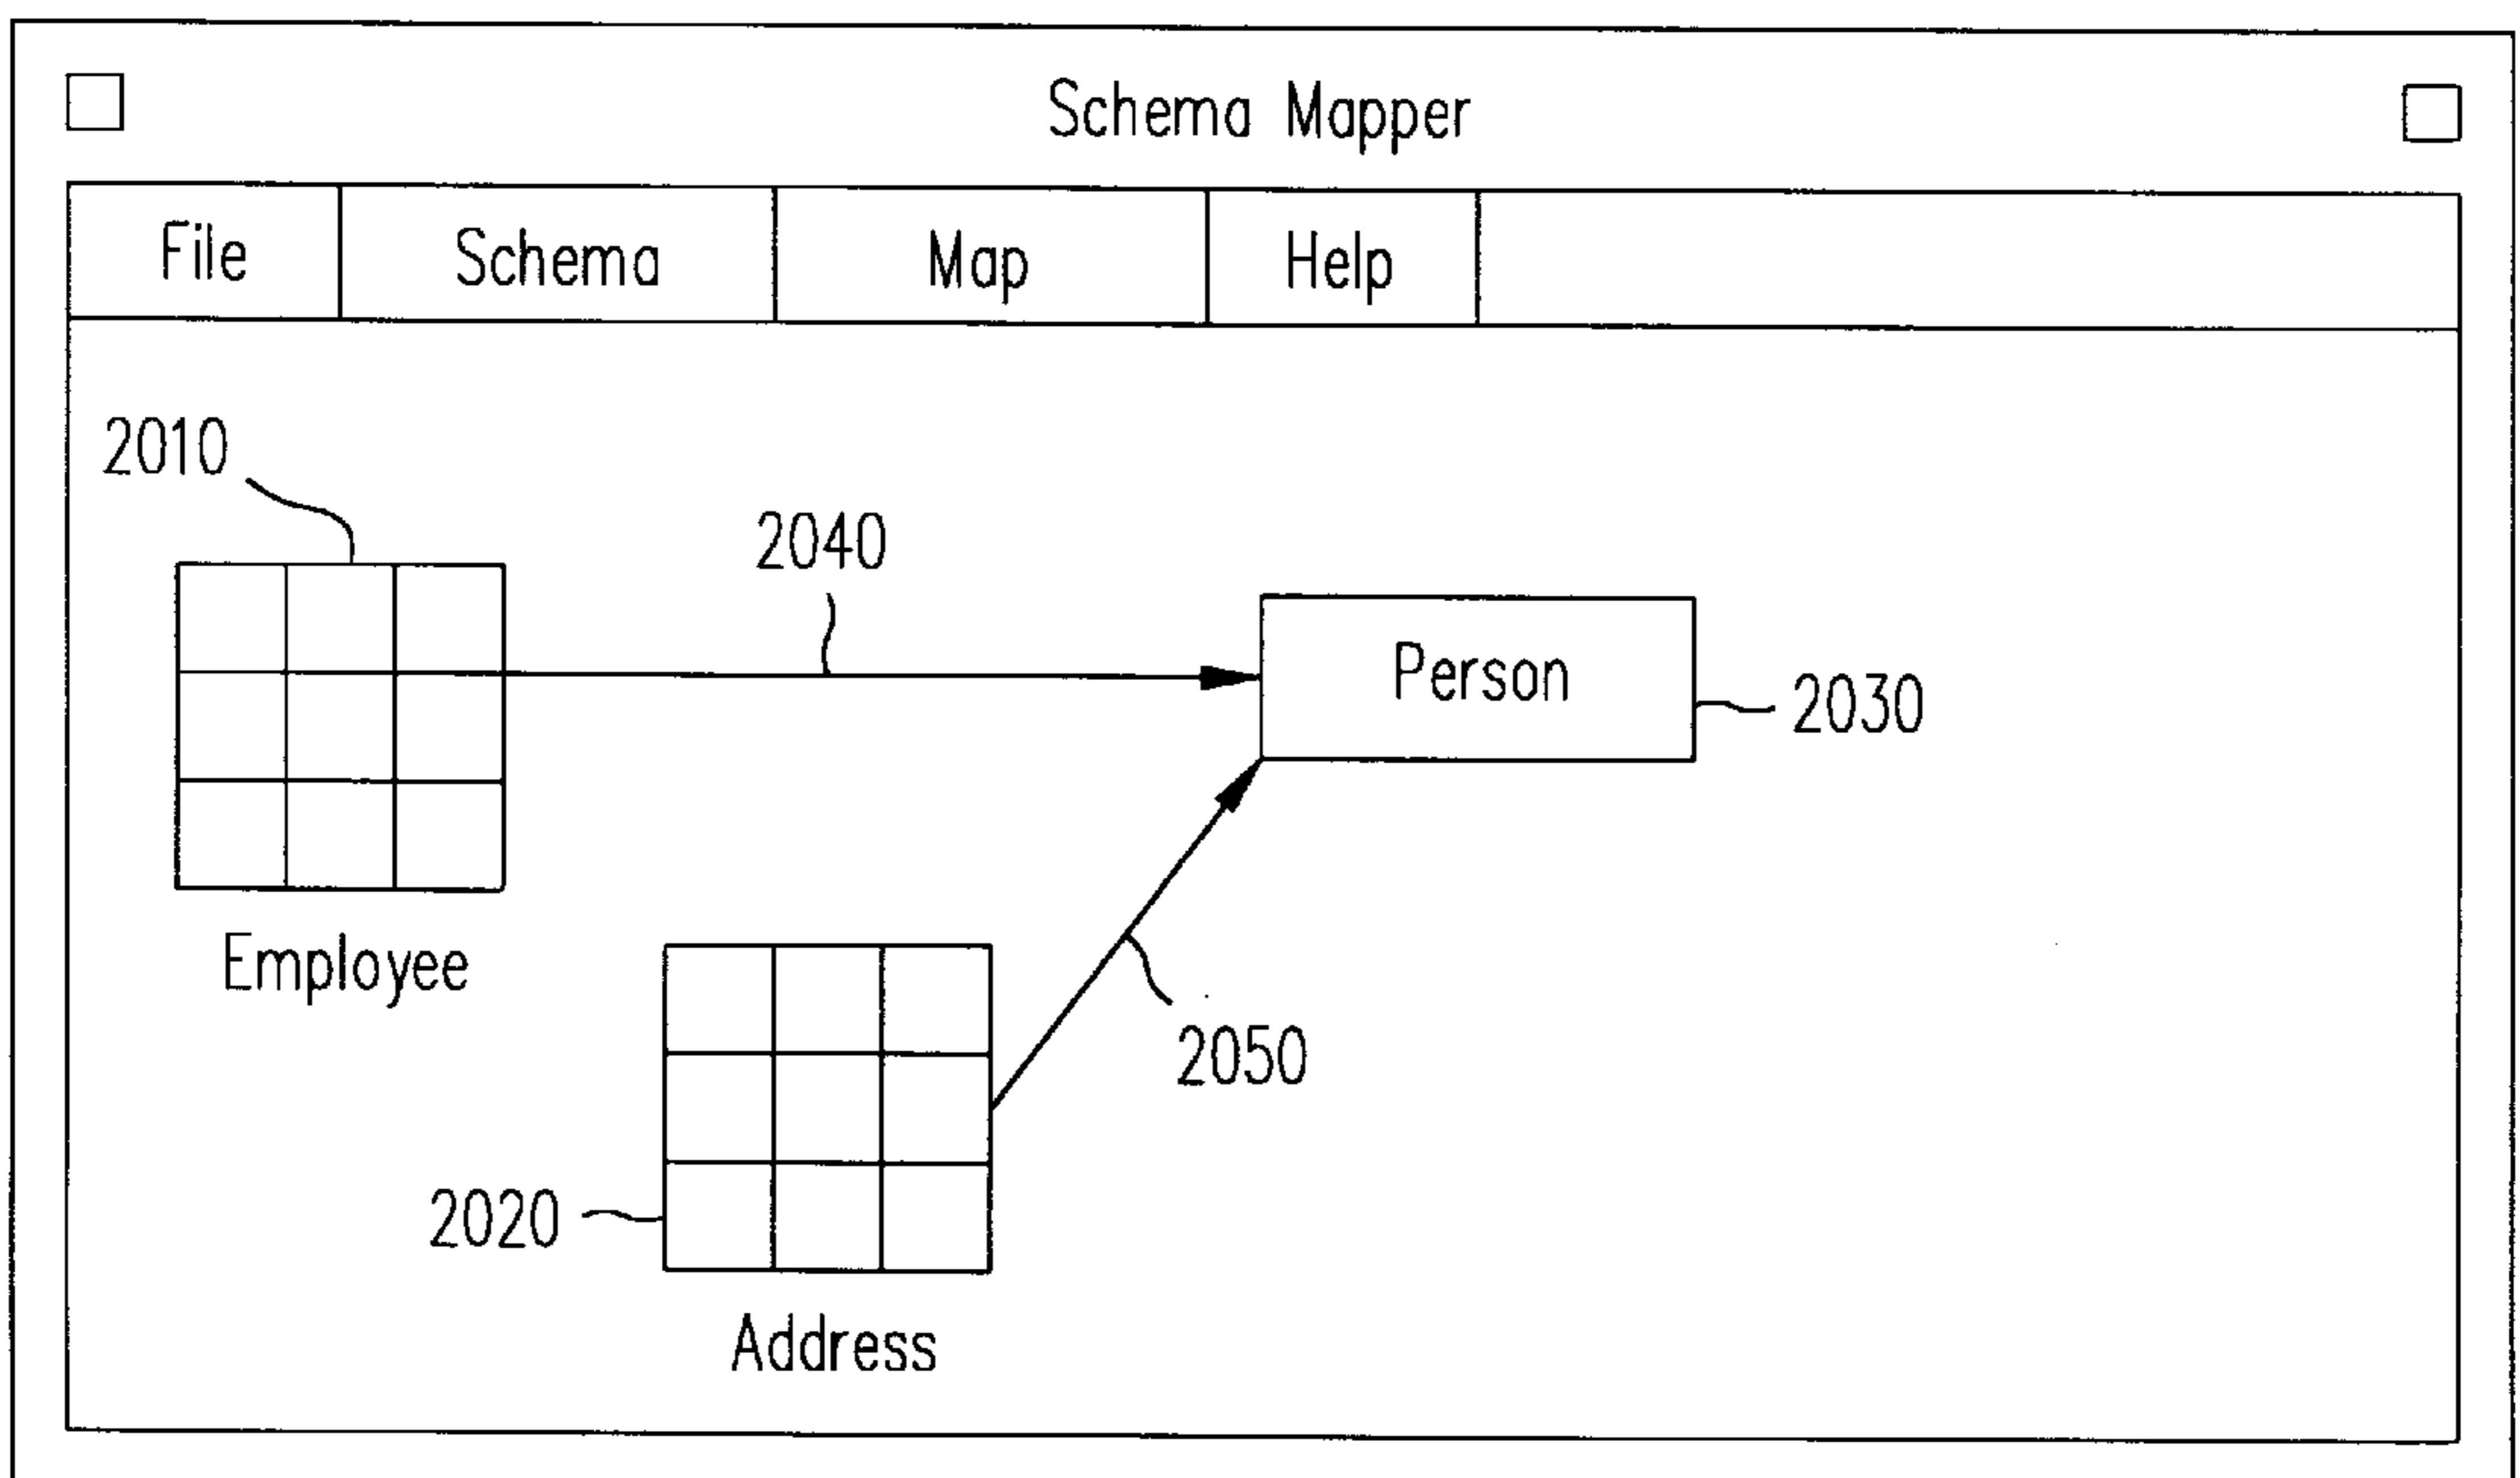 Schema Mapper
File Schema Map Help
2010
2040
Person
2030
Employee
2050
2020
Address